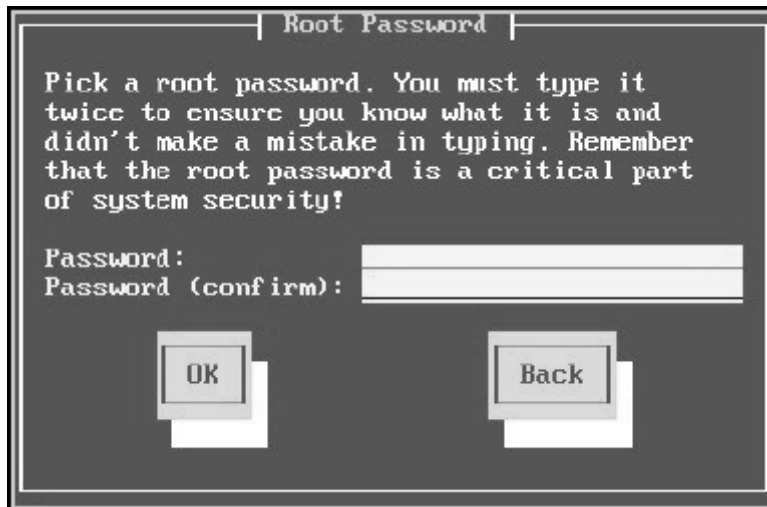 Root Password
Pick a root password. You must type it
twice to ensure you know what it is and
didn't make a mistake in typing. Remember
that the root password is a critical part
of system security!
Password:
Password (confirm):
OK Back